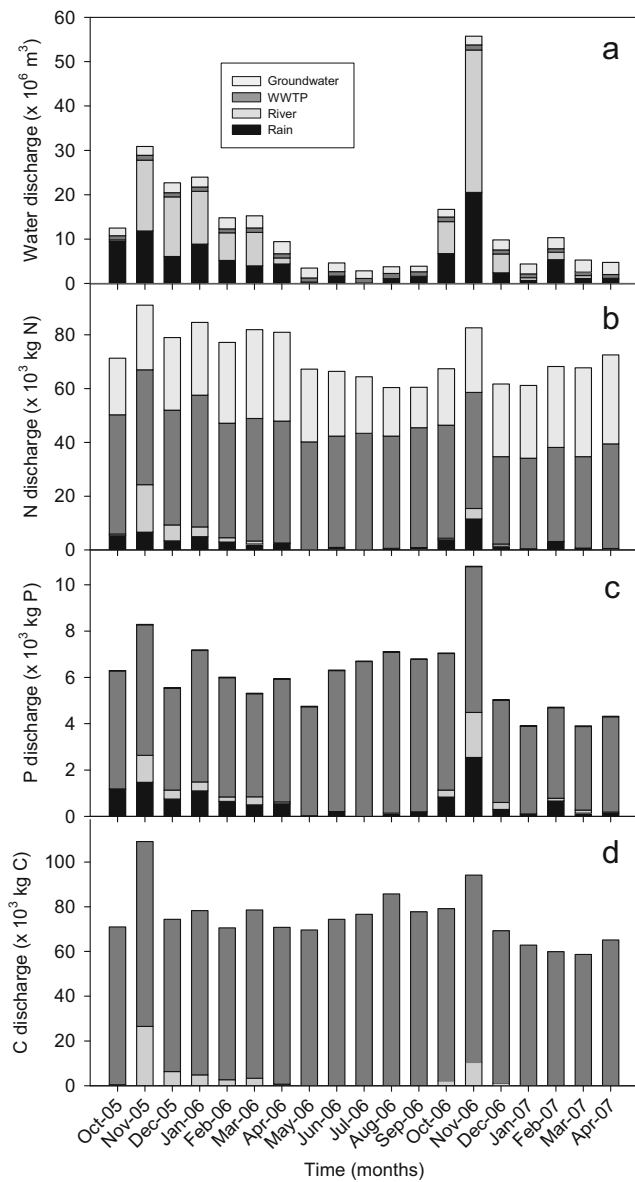 60
50
40
30
20
10
0
Water discharge (x 10⁶ m³)
a
Groundwater
WWTP
River
Rain
80
60
40
20
0
N discharge (x 10³ kg N)
b
10
8
6
4
2
0
P discharge (x 10³ kg P)
c
100
80
60
40
20
0
C discharge (x 10³ kg C)
d
Oct-05
Nov-05
Dec-05
Jan-06
Feb-06
Mar-06
Apr-06
May-06
Jun-06
Jul-06
Aug-06
Sep-06
Oct-06
Nov-06
Dec-06
Jan-07
Feb-07
Mar-07
Apr-07
Time (months)